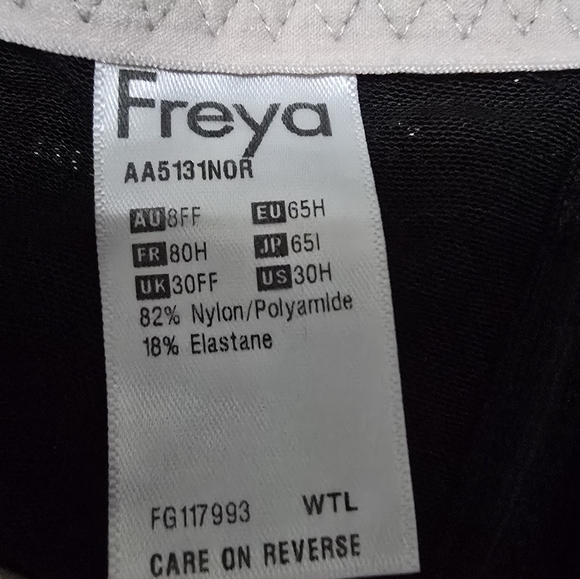 Freya
AA5131NOR
AU 8FF EU 65H
FR 80H JP 65I
UK 30FF US 30H
82% Nylon/Polyamide
18% Elastane
FG117993 WTL
CARE ON REVERSE